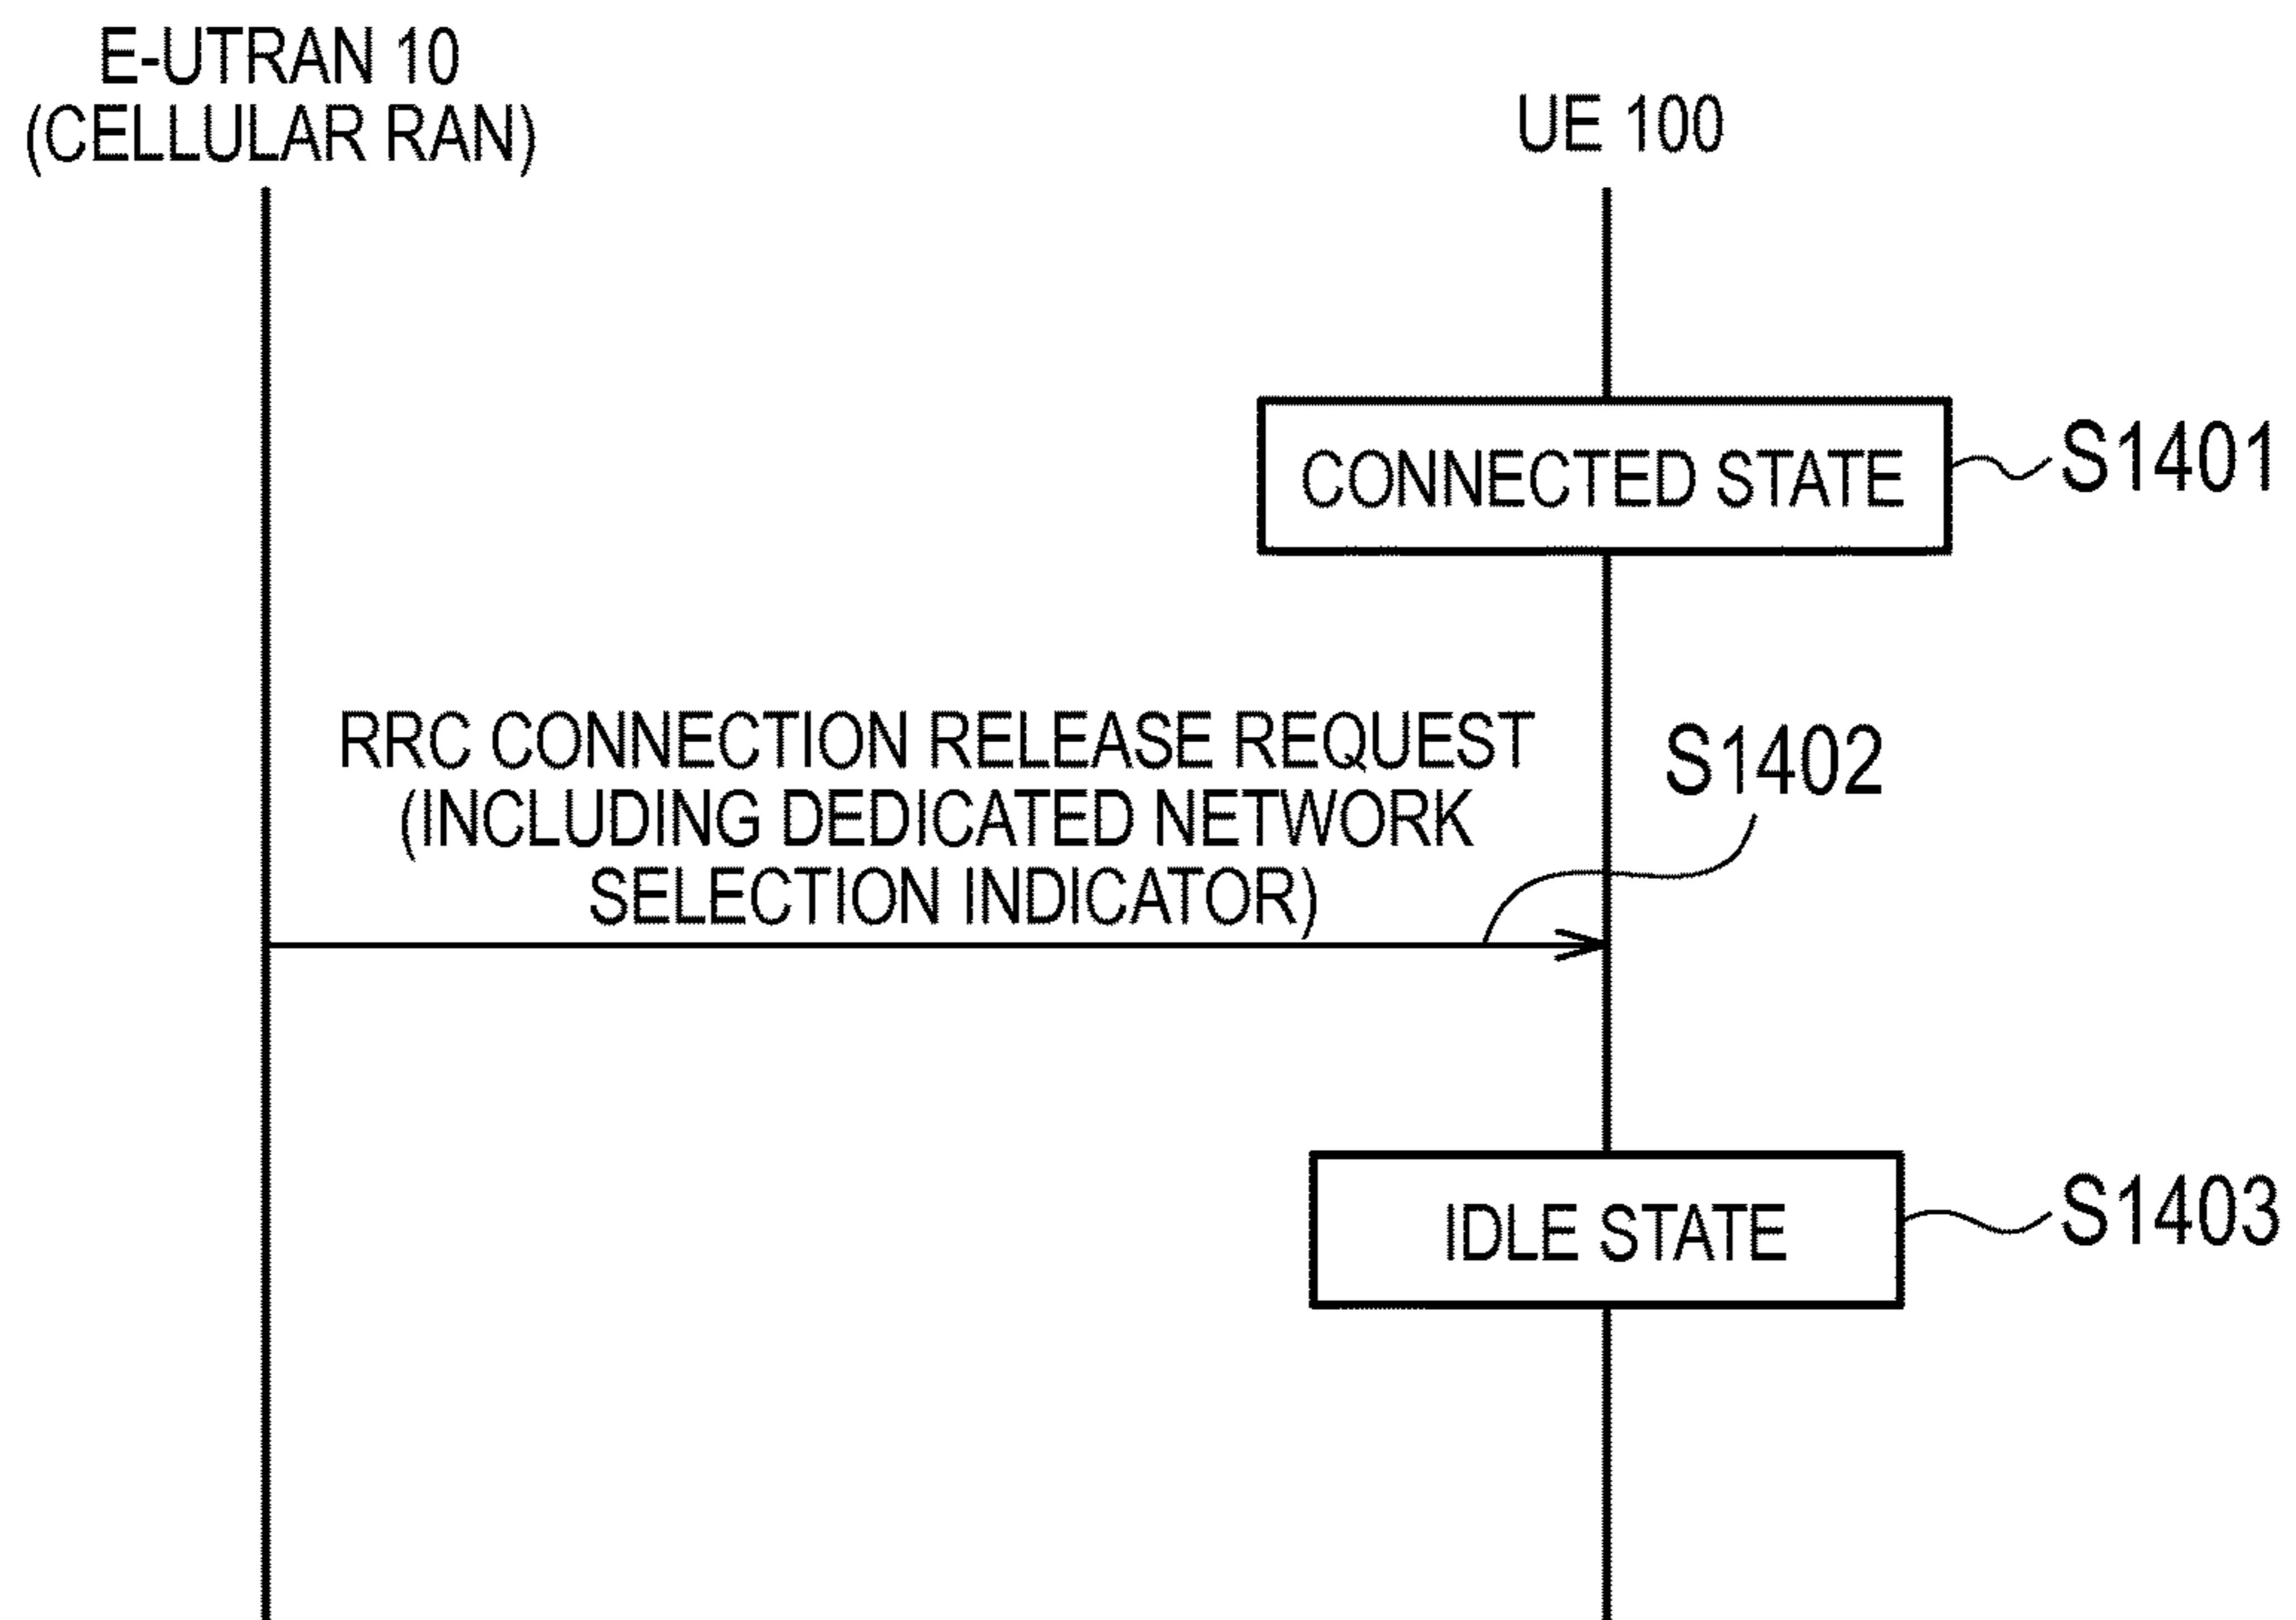 E-UTRAN 10
(CELLULAR RAN)
UE 100
CONNECTED STATE
S1401
RRC CONNECTION RELEASE REQUEST
(INCLUDING DEDICATED NETWORK
SELECTION INDICATOR)
S1402
IDLE STATE
S1403